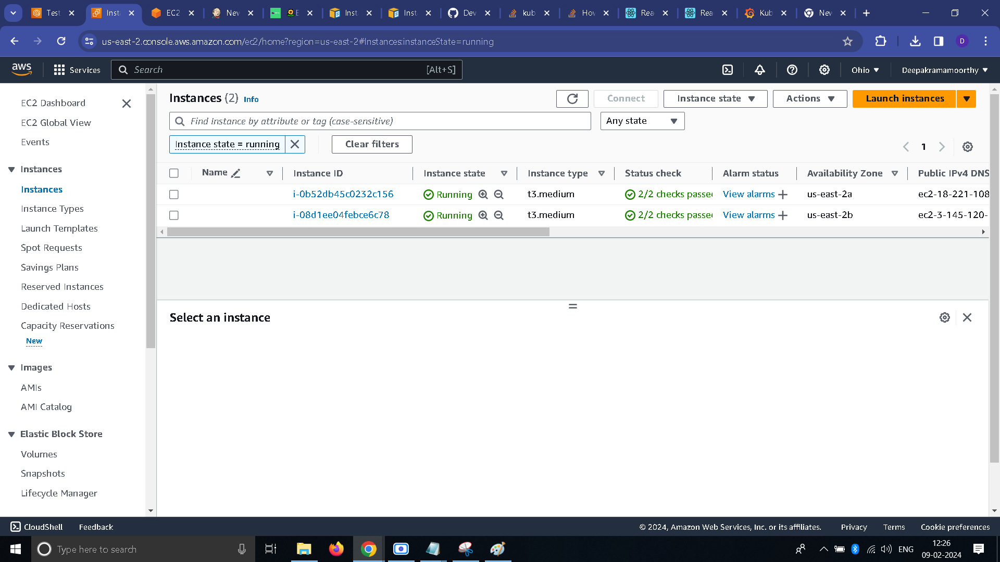 Test
Inst
EC2
New
E
Inst
Inst
Dev
kub
Hov
Rea
Rea
Kub
New
us-east-2.console.aws.amazon.com/ec2/home?region=us-east-2#Instances:instanceState=running
D
aws
Services
Search
[Alt+S]
Ohio
Deepakramamoorthy
EC2 Dashboard
EC2 Global View
Events
Instances
Instances
Instance Types
Launch Templates
Spot Requests
Savings Plans
Reserved Instances
Dedicated Hosts
Capacity Reservations
New
Images
AMIs
AMI Catalog
Elastic Block Store
Volumes
Snapshots
Lifecycle Manager
Instances (2) Info
Connect
Instance state
Actions
Launch instances
Find Instance by attribute or tag (case-sensitive)
Any state
Instance state = running
Clear filters
1
Name Instance ID Instance state Instance type Status check Alarm status Availability Zone Public IPv4 DNS
i-0b52db45c0232c156 Running t3.medium 2/2 checks passed View alarms us-east-2a ec2-18-221-108
i-08d1ee04febce6c78 Running t3.medium 2/2 checks passed View alarms us-east-2b ec2-3-145-120-
Select an instance
CloudShell
Feedback
© 2024, Amazon Web Services, Inc. or its affiliates.
Privacy
Terms
Cookie preferences
Type here to search
ENG
12:26
09-02-2024